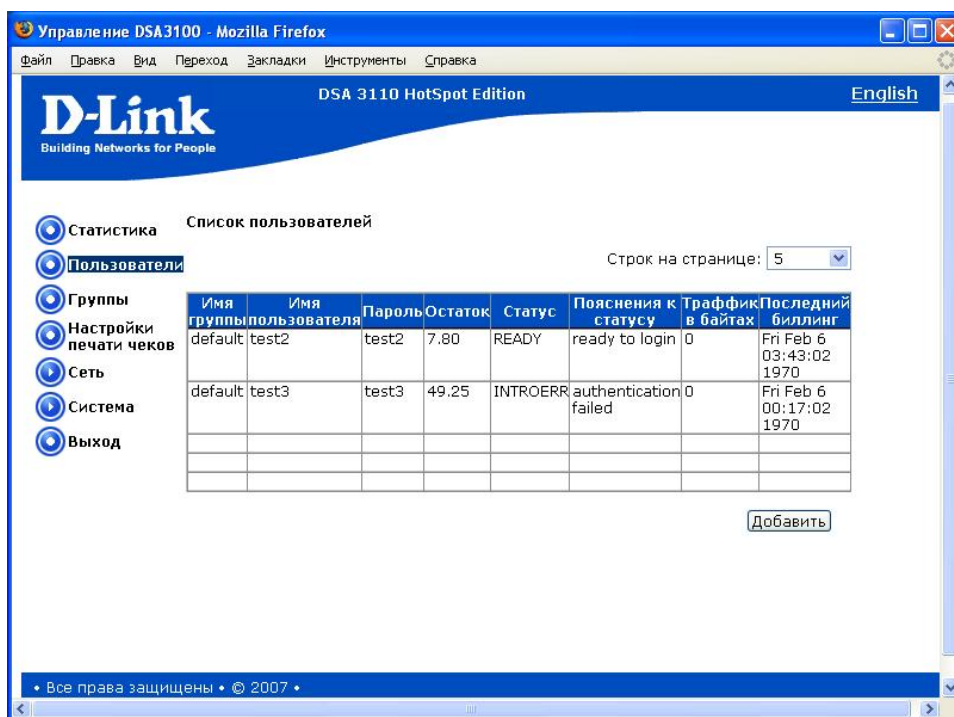 Управление DSA3100 - Mozilla Firefox
Файл Правка Вид Переход Закладки Инструменты Справка
DSA 3110 HotSpot Edition
English
D-Link
Building Networks for People
Статистика
Пользователи
Группы
Настройки
печати чеков
Сеть
Система
Выход
Список пользователей
Строк на странице: 5
Имя группы Имя пользователя Пароль Остаток Статус Пояснения к статусу Траффик в байтах Последний биллинг
default test2 test2 7.80 READY ready to login 0 Fri Feb 6 03:43:02 1970
default test3 test3 49.25 INTROERR authentication failed 0 Fri Feb 6 00:17:02 1970
Добавить
• Все права защищены • © 2007 •